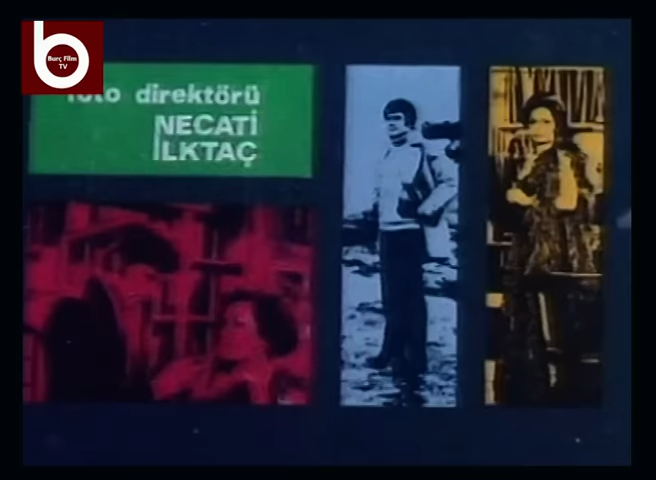 b
Burç Film
TV
foto direktörü
NECATİ
İLKTAÇ